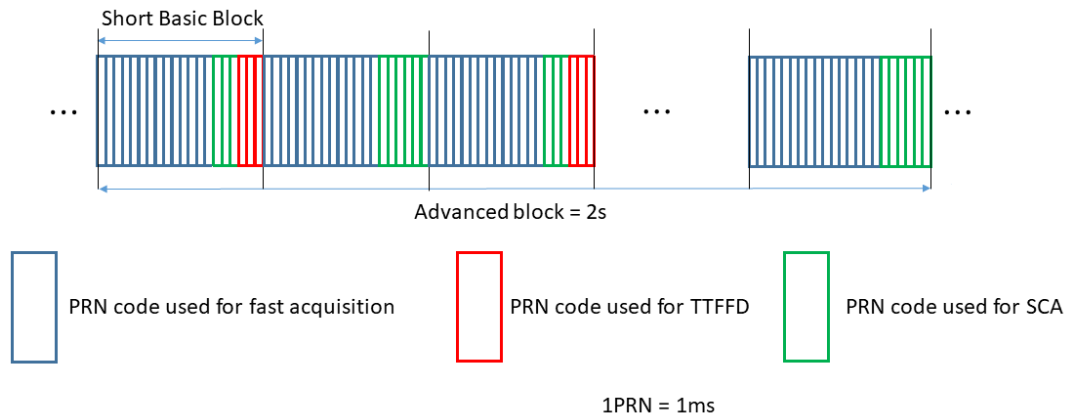 Short Basic Block
...
...
...
Advanced block = 2s
PRN code used for fast acquisition
PRN code used for TTFFD
PRN code used for SCA
1PRN = 1ms